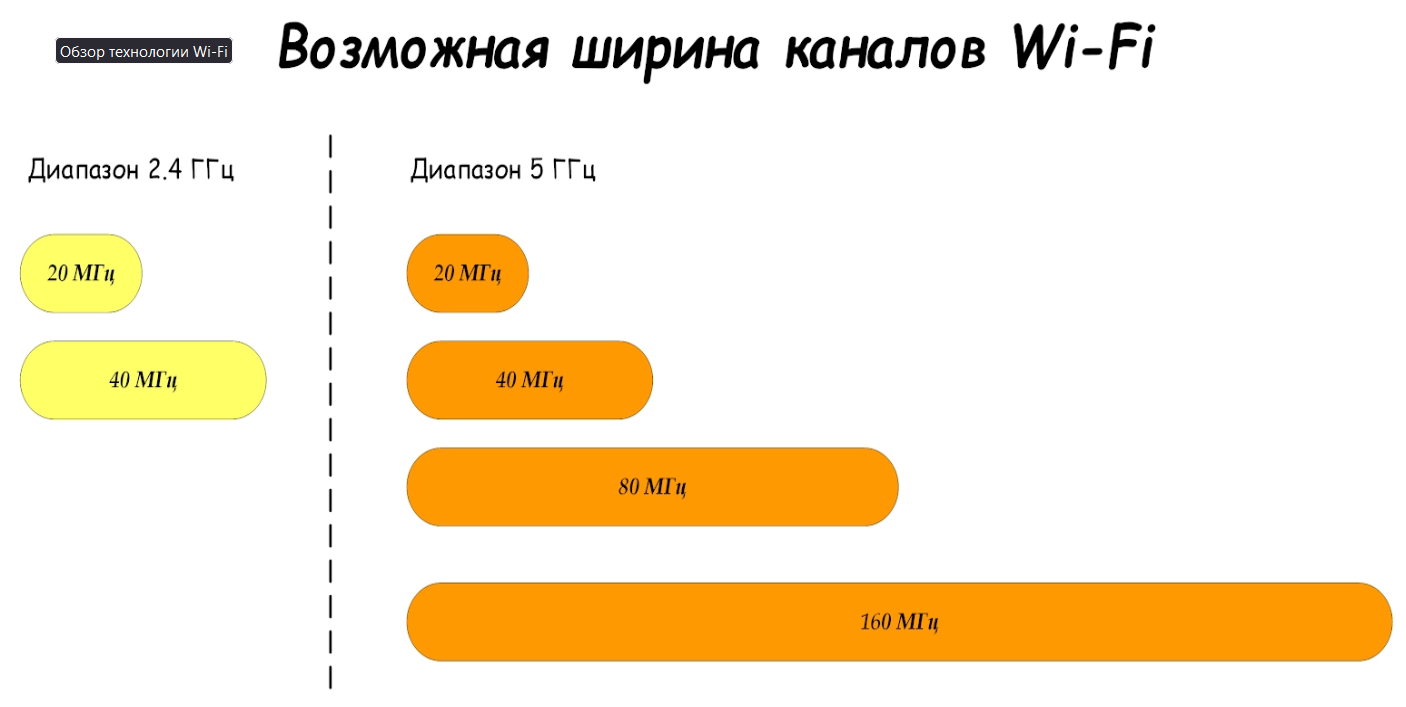 Обзор технологии Wi-Fi
Возможная ширина каналов Wi-Fi
Диапазон 2.4 ГГц
20 МГц
40 МГц
Диапазон 5 ГГц
20 МГц
40 МГц
80 МГц
160 МГц